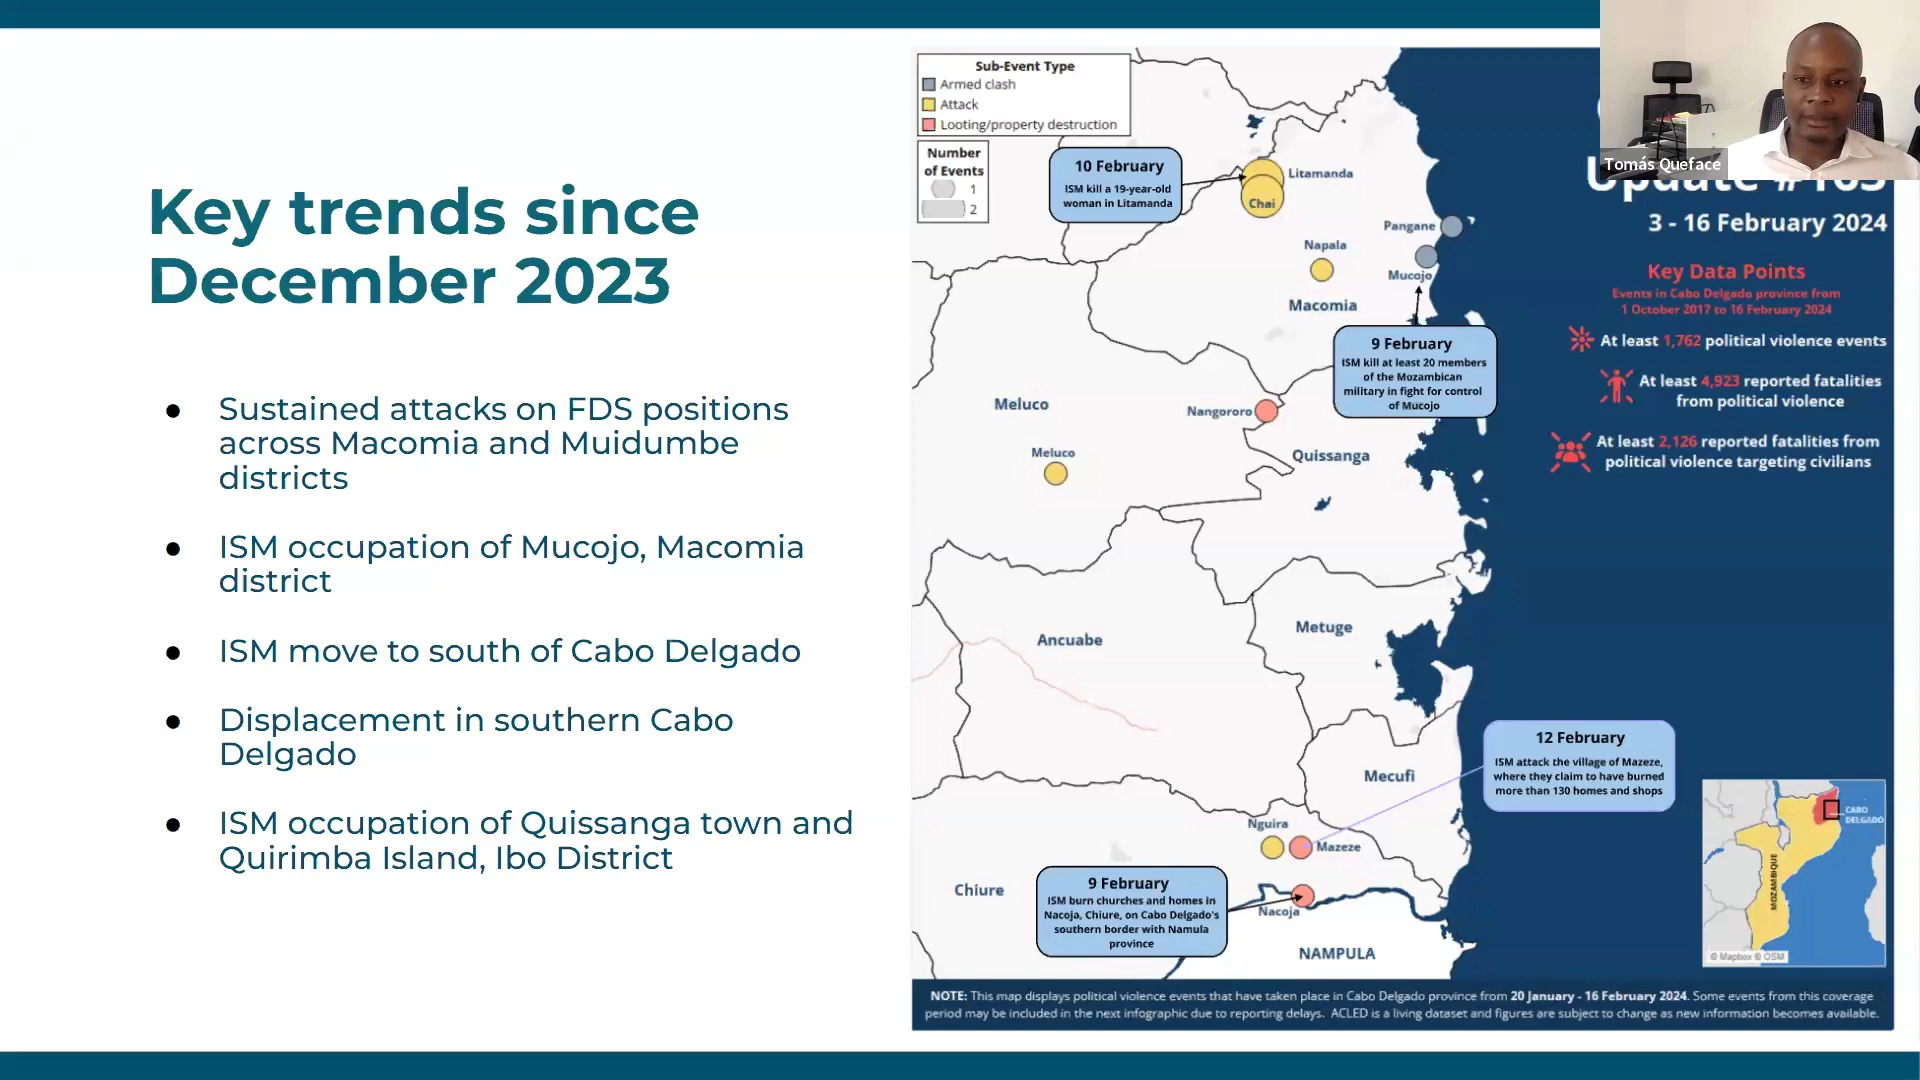 Key trends since
December 2023
● Sustained attacks on FDS positions
across Macomia and Muidumbe
districts
● ISM occupation of Mucojo, Macomia
district
● ISM move to south of Cabo Delgado
● Displacement in southern Cabo
Delgado
● ISM occupation of Quissanga town and
Quirimba Island, Ibo District
Sub-Event Type
Armed clash
Attack
Looting/property destruction
Number
of Events
1
2
10 February
ISM kill a 19-year-old
woman in Litamanda
Litamanda
Chai
Pangane
Napala
Mucojo
Macomia
9 February
ISM kill at least 20 members
of the Mozambican
military in fight for control
of Mucojo
Meluco
Nangororo
Meluco
Quissanga
Ancuabe
Metuge
Mecufi
12 February
ISM attack the village of Mazeze,
where they claim to have burned
more than 130 homes and shops
Nguira
Mazeze
Chiure
9 February
ISM burn churches and homes in
Nacoja, Chiure, on Cabo Delgado's
southern border with Namula
province
Nacoja
NAMPULA
Tomás Queface
Update
3 - 16 February 2024
Key Data Points
Events in Cabo Delgado province from
1 October 2017 to 16 February 2024
At least 1,762 political violence events
At least 4,923 reported fatalities
from political violence
At least 2,126 reported fatalities from
political violence targeting civilians
CABO
DELGADO
MOZAMBIQUE
© Mapbox © OSM
NOTE: This map displays political violence events that have taken place in Cabo Delgado province from 20 January - 16 February 2024. Some events from this coverage
period may be included in the next infographic due to reporting delays. ACLED is a living dataset and figures are subject to change as new information becomes available.